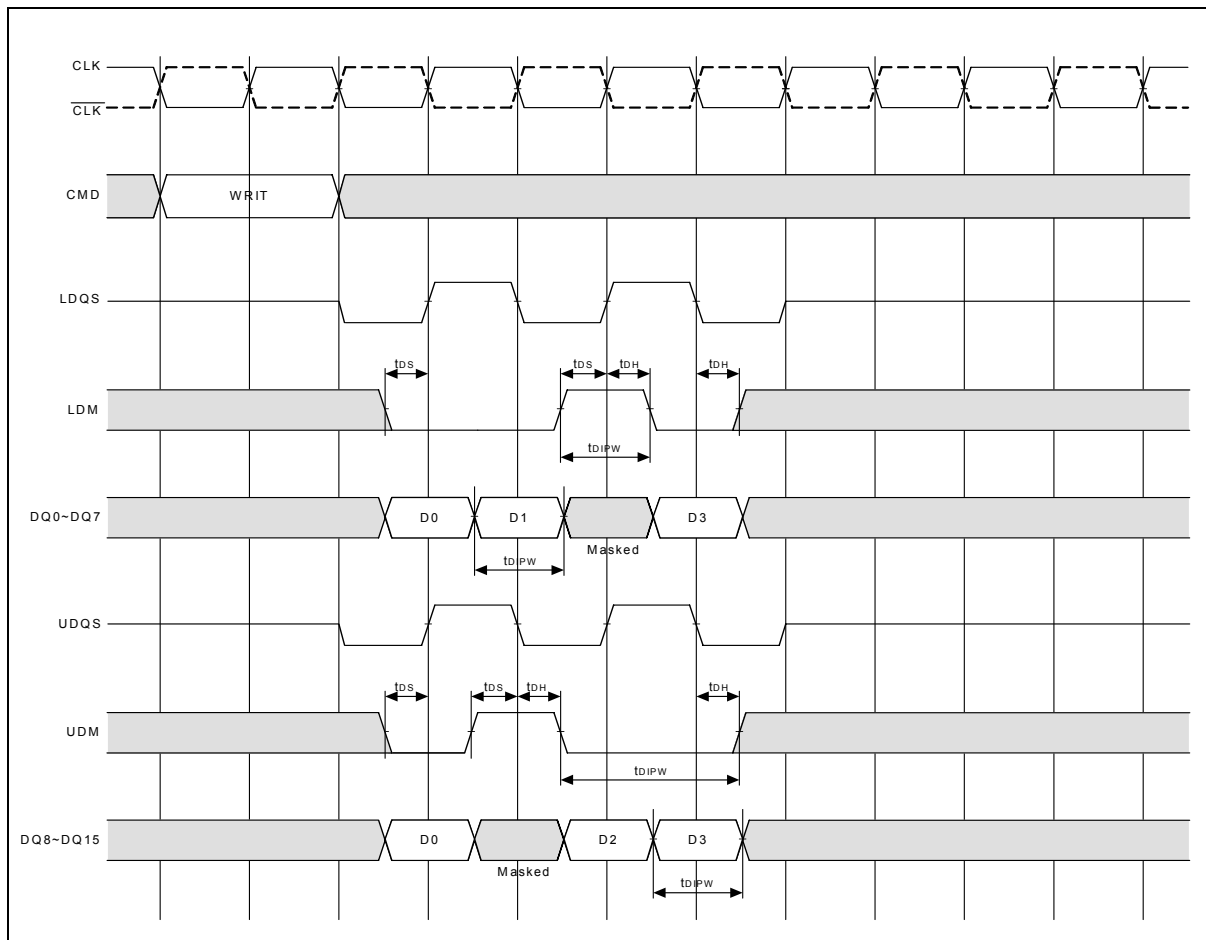 CLK
CLK
CMD
WRIT
LDQS
tDS
tDS
tDH
tDH
LDM
tDIPW
DQ0~DQ7
D0
D1
D3
Masked
tDIPW
UDQS
tDS
tDS
tDH
tDH
UDM
tDIPW
DQ8~DQ15
D0
D2
D3
Masked
tDIPW